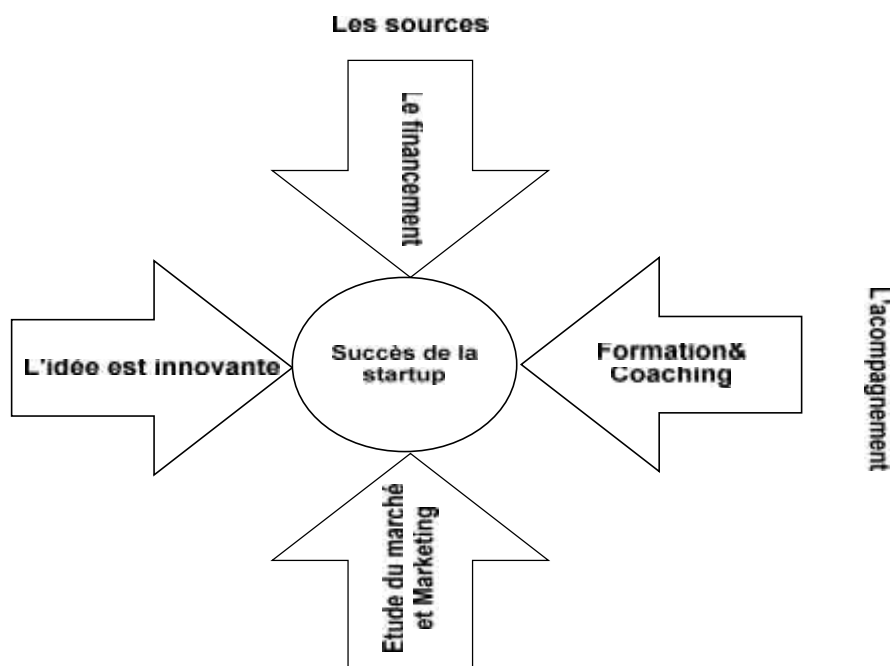 Les sources
Le financement
L'idée est innovante
Succès de la
startup
Formation&
Coaching
L'acompagnement
Etude du marché
et Marketing